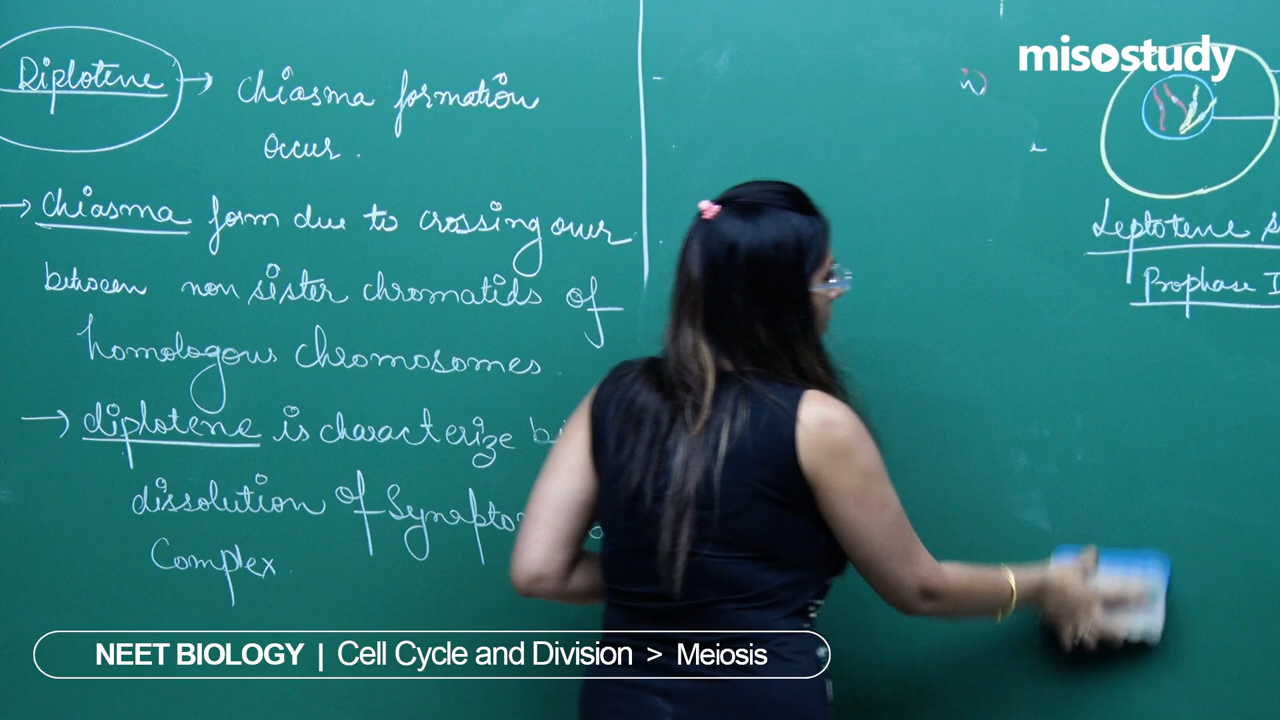 misostudy
Diplotene → chiasma formation
occur.
→ chiasma form due to crossing over
between non sister chromatids of
homologous chromosomes
→ diplotene is characterize
dissolution of
Complex
Leptotene
Prophase I
NEET BIOLOGY | Cell Cycle and Division > Meiosis